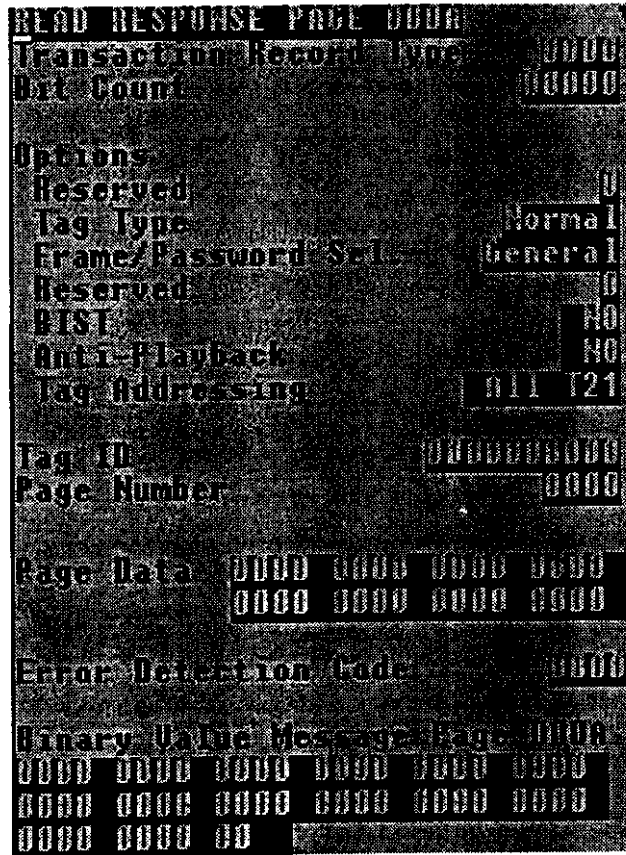 READ RESPONSE PAGE
Transaction Record Type 0000
Bit Count 00000
Options
Reserved 0
Tag Type Normal
Frame/Password Sel. General
Reserved 0
BIST NO
Anti-Playback NO
Tag Addressing All T21
Tag ID
Page Number 0000
Page Data 0000 0000 0000 0000
0000 0000 0000 0000
Error Detection Code 0000
Binary Value Message Page
0000 0000 0000 0000 0000 0000
0000 0000 0000 0000 0000 0000
0000 0000 00